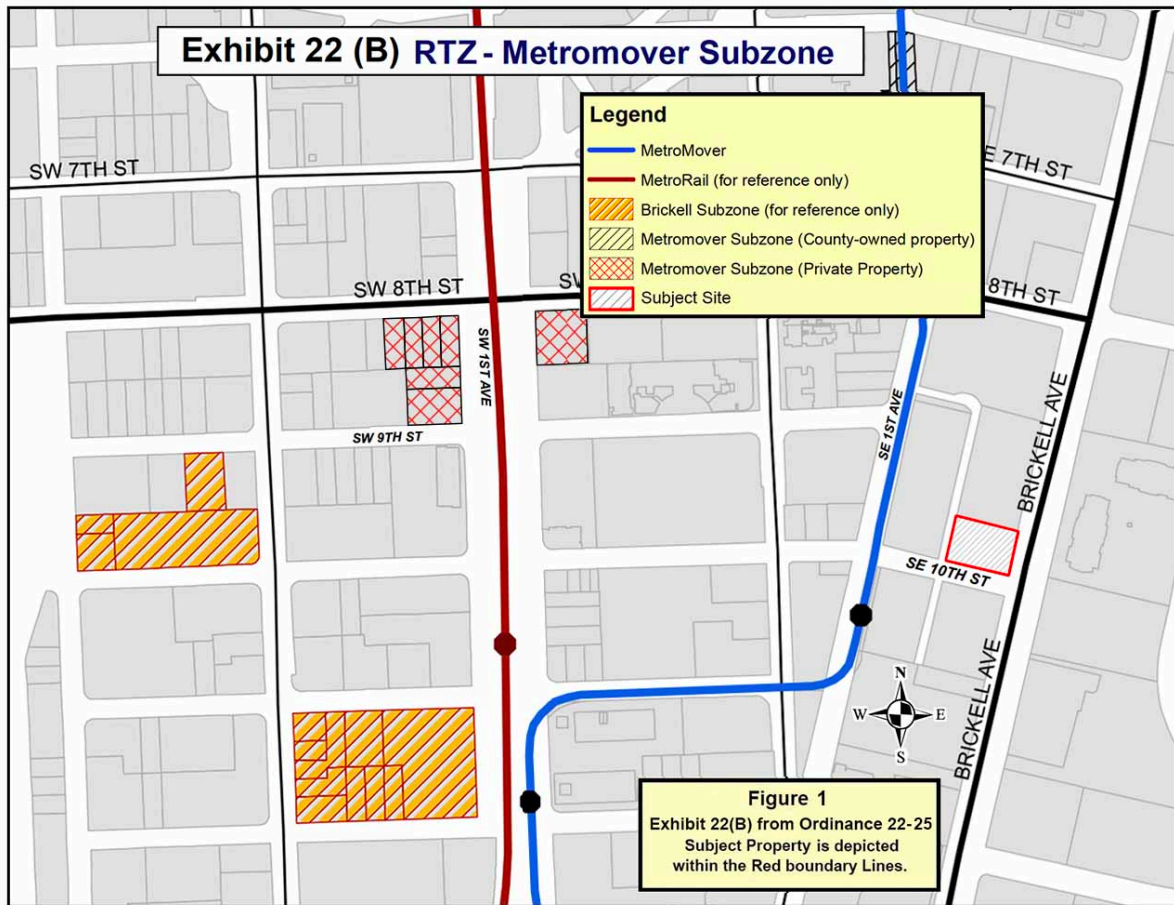 Exhibit 22 (B) RTZ - Metromover Subzone
Legend
MetroMover
MetroRail (for reference only)
Brickell Subzone (for reference only)
Metromover Subzone (County-owned property)
Metromover Subzone (Private Property)
Subject Site
SW 7TH ST
E 7TH ST
SW 8TH ST
SW
8TH ST
SW 1ST AVE
SW 9TH ST
SE 1ST AVE
BRICKELL AVE
SE 10TH ST
BRICKELL AVE
N
W E
S
Figure 1
Exhibit 22(B) from Ordinance 22-25
Subject Property is depicted
within the Red boundary Lines.